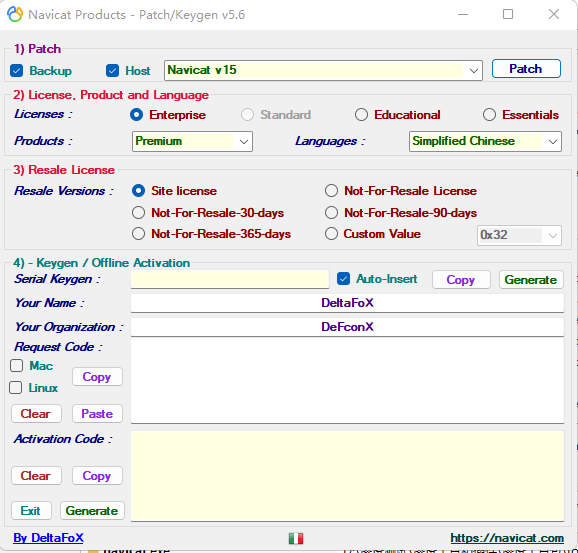 Navicat Products - Patch/Keygen v5.6
1) Patch
Backup Host Navicat v15 Patch
2) License, Product and Language
Licenses : Enterprise Standard Educational Essentials
Products : Premium Languages : Simplified Chinese
3) Resale License
Resale Versions : Site license Not-For-Resale License
Not-For-Resale-30-days Not-For-Resale-90-days
Not-For-Resale-365-days Custom Value 0x32
4) - Keygen / Offline Activation
Serial Keygen : Auto-Insert Copy Generate
Your Name : DeltaFoX
Your Organization : DeFconX
Request Code :
Mac
Copy
Linux
Clear Paste
Activation Code :
Clear Copy
Exit Generate
By DeltaFoX https://navicat.com